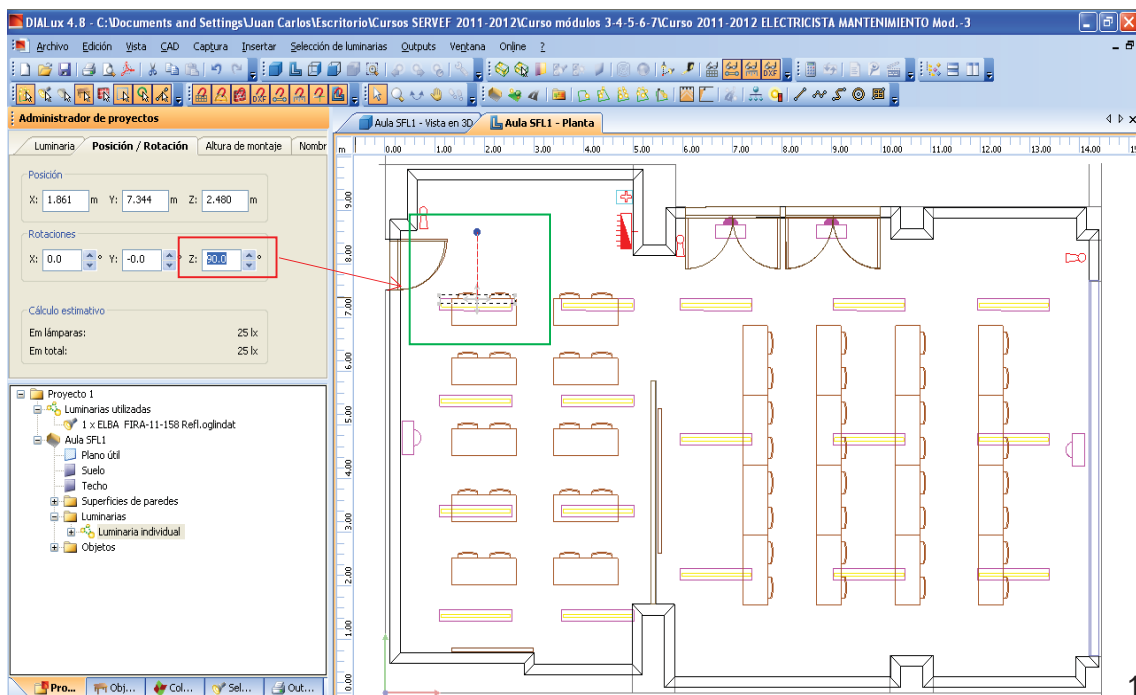 DIALux 4.8 - C:\Documents and Settings\Juan Carlos\Escritorio\Cursos SERVEF 2011-2012\Curso módulos 3-4-5-6-7\Curso 2011-2012 ELECTRICISTA MANTENIMIENTO Mod.-3
Archivo Edición Vista CAD Captura Insertar Selección de luminarias Outputs Ventana Online ?
Administrador de proyectos
Aula SFL1 - Vista en 3D
Aula SFL1 - Planta
Luminaria Posición / Rotación Altura de montaje Nombr
m 0.00 1.00 2.00 3.00 4.00 5.00 6.00 7.00 8.00 9.00 10.00 11.00 12.00 13.00 14.00 15
Posición
X: 1.861 m Y: 7.344 m Z: 2.480 m
Rotaciones
X: 0.0 ° Y: -0.0 ° Z: 90.0 °
Cálculo estimativo
Em lámparas: 25 lx
Em total: 25 lx
9.00
8.00
7.00
6.00
5.00
4.00
3.00
2.00
1.00
0.00
Proyecto 1
Luminarias utilizadas
1 x ELBA FIRA-11-158 Refl.oglindat
Aula SFL1
Plano útil
Suelo
Techo
Superficies de paredes
Luminarias
Luminaria individual
Objetos
Pro... Obj... Col... Sel... Out...
1